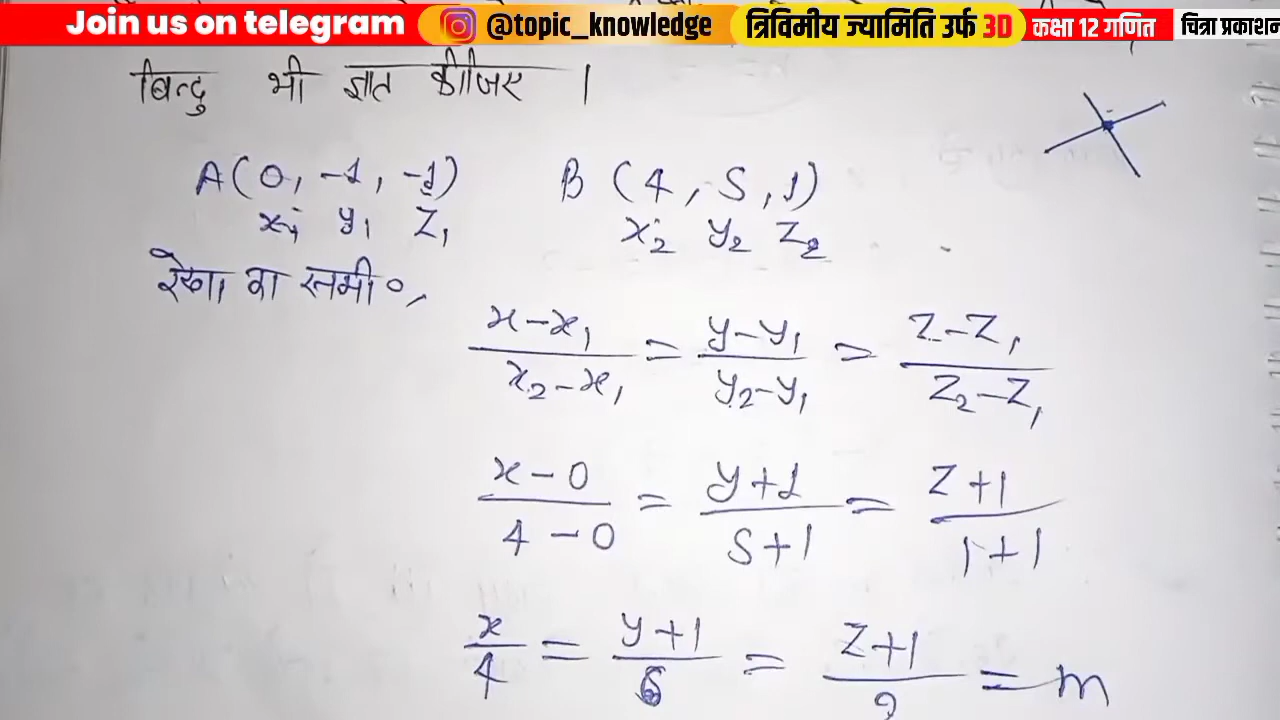 Join us on telegram @topic_knowledge त्रिविमीय ज्यामिति उर्फ 3D कक्षा 12 गणित चित्रा प्रकाशन
बिन्दु भी ज्ञात कीजिए ।
A(0, -1, -1) B (4, 5, 1)
x₁ y₁ z₁ x₂ y₂ z₂
रेखा का समी०,
(x-x₁)/(x₂-x₁) = (y-y₁)/(y₂-y₁) = (z-z₁)/(z₂-z₁)
(x-0)/(4-0) = (y+1)/(5+1) = (z+1)/(1+1)
x/4 = (y+1)/6 = (z+1)/2 = m